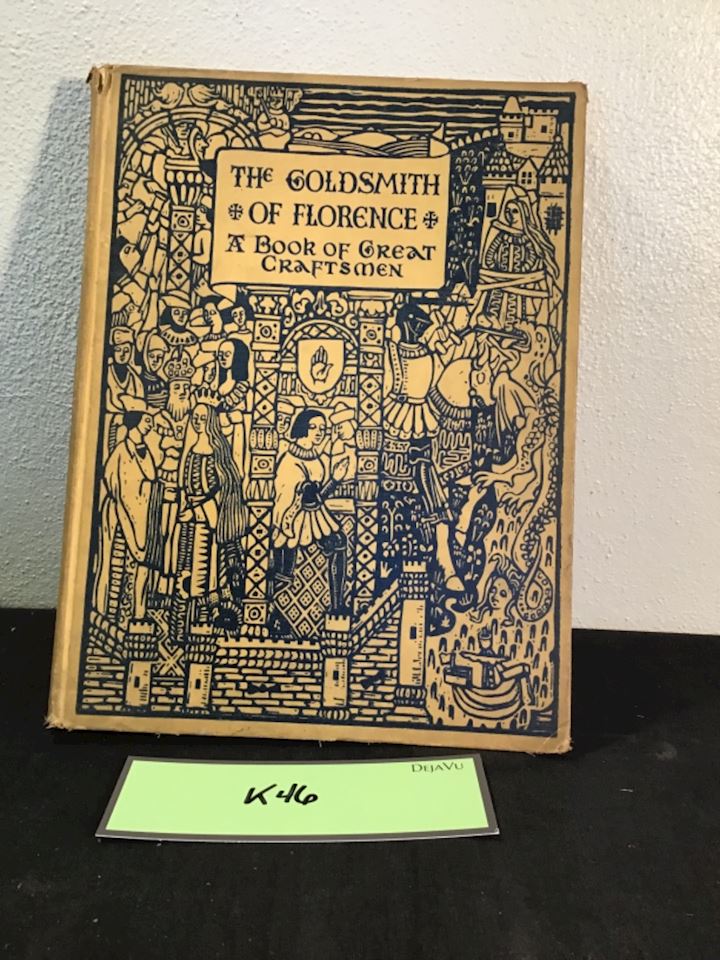 THE GOLDSMITH
OF FLORENCE
A BOOK OF GREAT
CRAFTSMEN
DEJAVU
K46